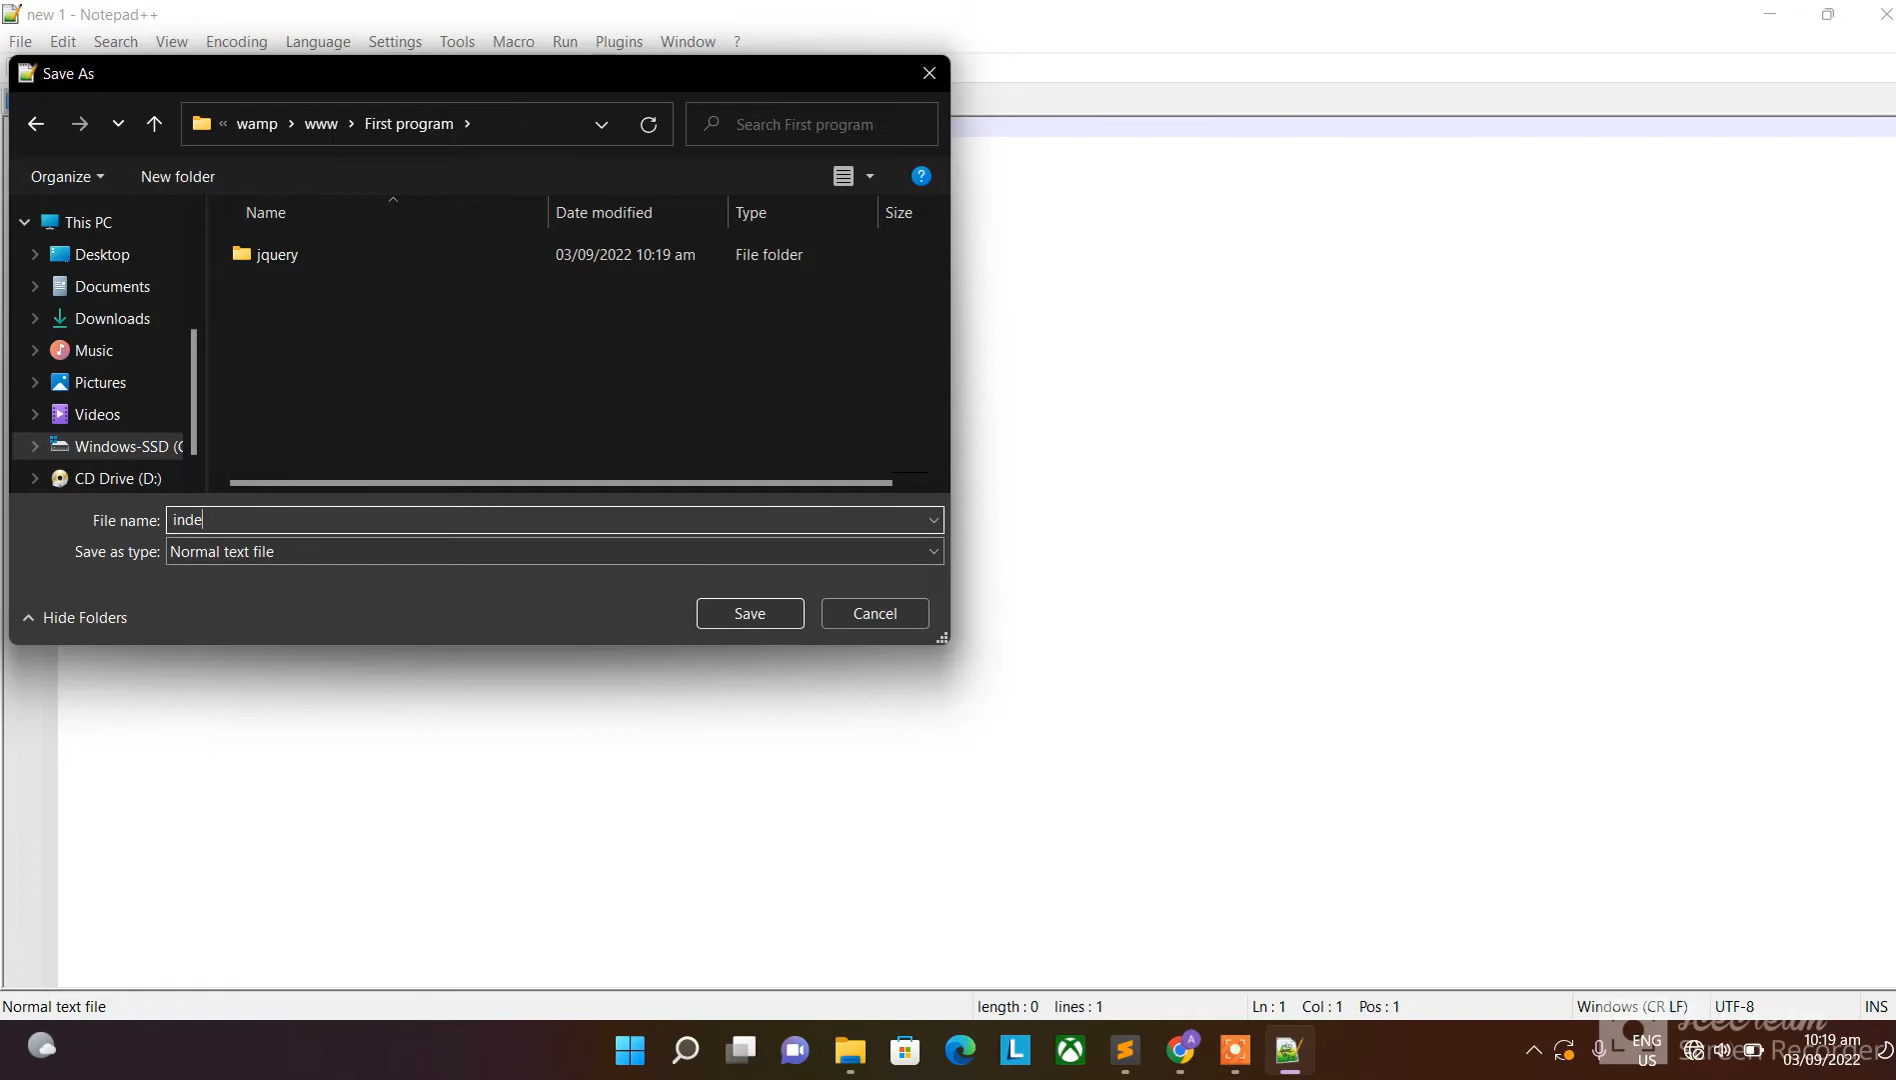 new 1 - Notepad++
File Edit Search View Encoding Language Settings Tools Macro Run Plugins Window ?
Save As
« wamp › www › First program ›
Search First program
Organize New folder
Name Date modified Type Size
This PC
jquery 03/09/2022 10:19 am File folder
Desktop
Documents
Downloads
Music
Pictures
Videos
Windows-SSD (C
CD Drive (D:)
File name: inde
Save as type: Normal text file
Hide Folders
Save Cancel
Normal text file length : 0 lines : 1 Ln : 1 Col : 1 Pos : 1 Windows (CR LF) UTF-8 INS
Icecream
Screen Recorder
ENG
US
10:19 am
03/09/2022